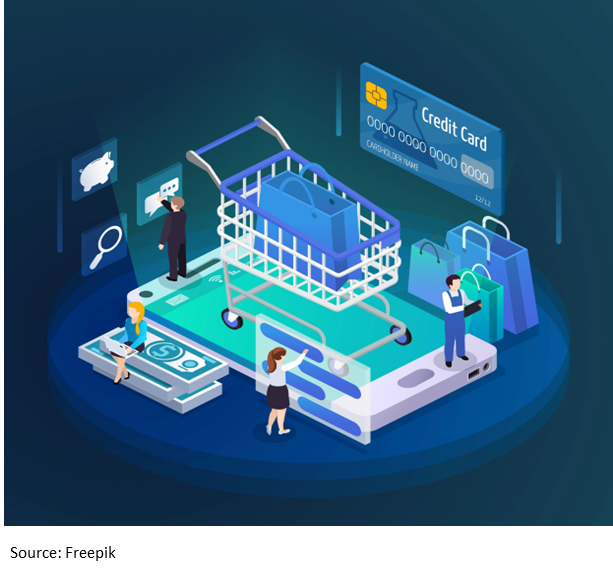 Credit Card
0000 0000 0000 0000
CARDHOLDER NAME
12/12
$
Source: Freepik